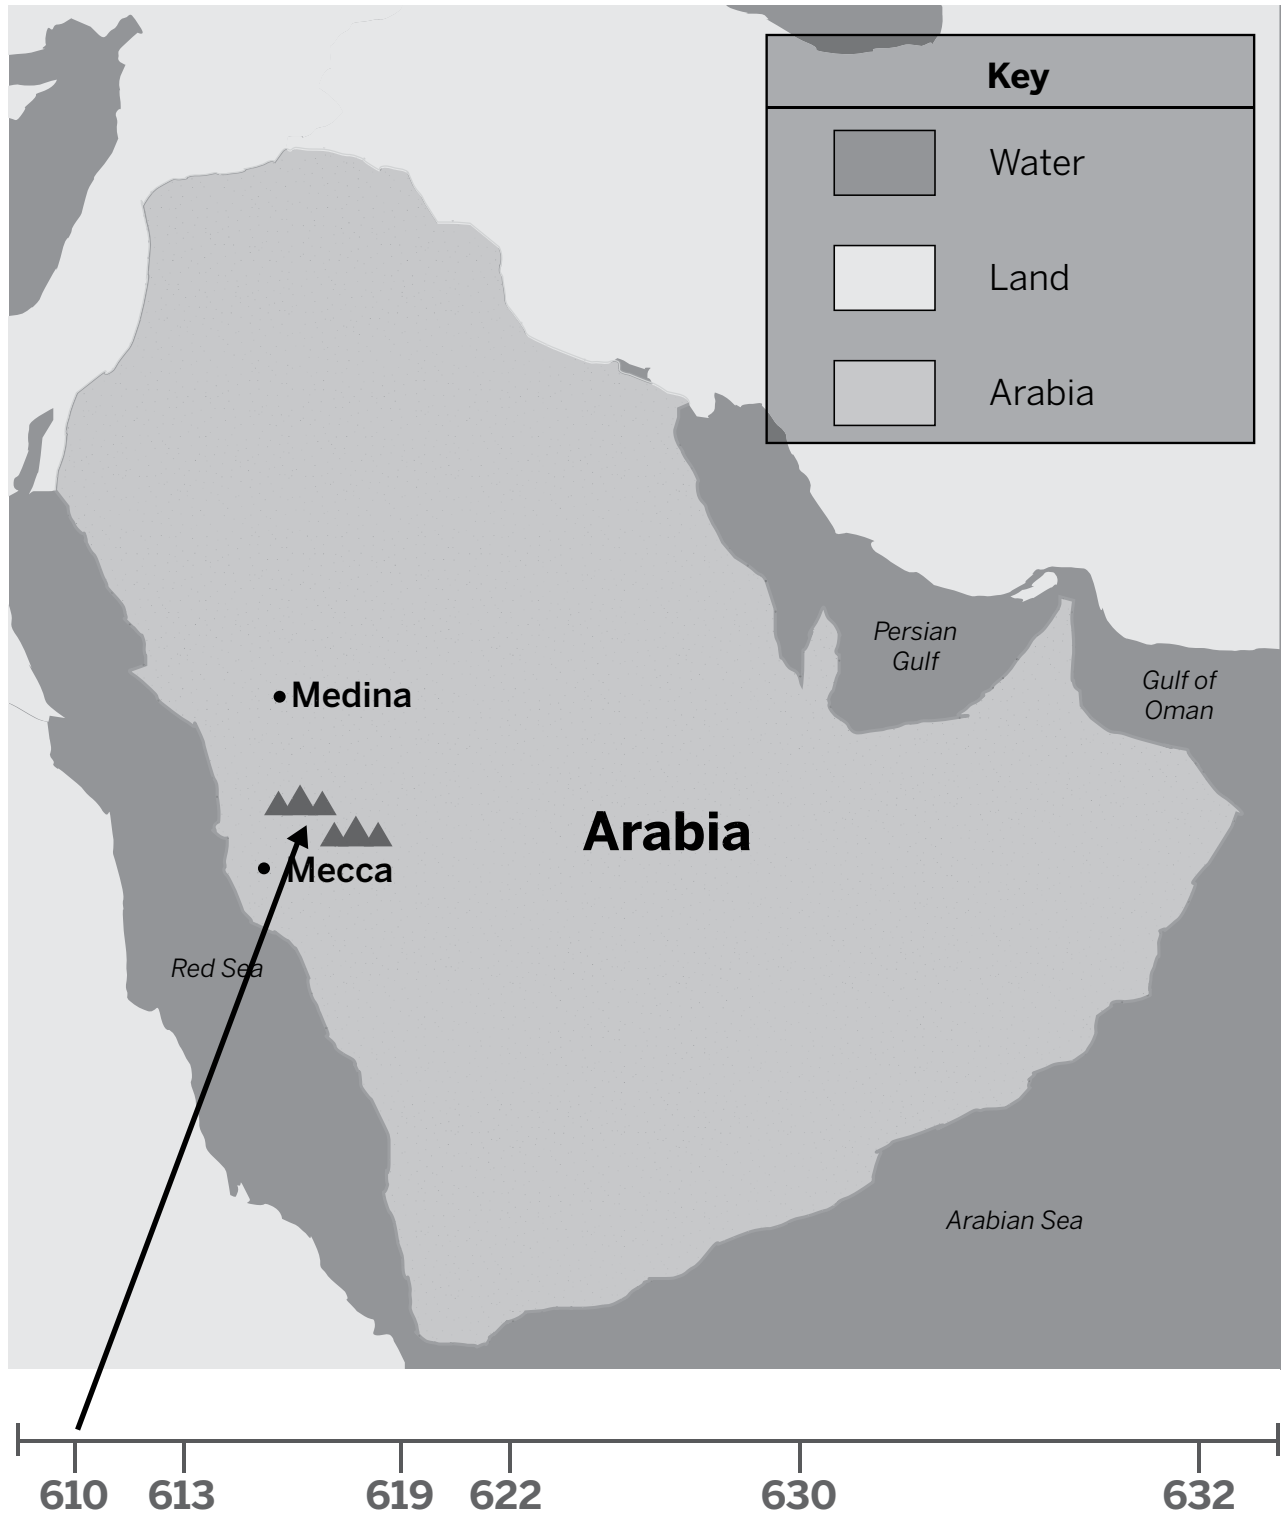 Key
Water
Land
Arabia
Persian
Gulf
Gulf of
Oman
Medina
Arabia
Mecca
Red Sea
Arabian Sea
610 613 619 622 630 632